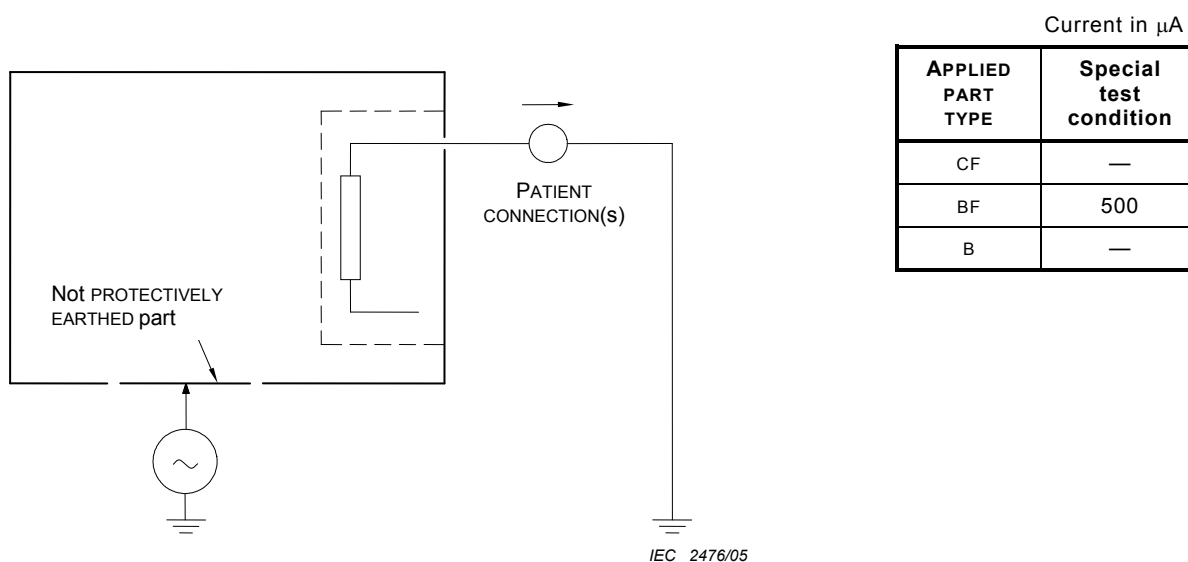 Current in μA
APPLIED
PART
TYPE
Special
test
condition
CF
—
BF
500
B
—
PATIENT
CONNECTION(s)
Not PROTECTIVELY
EARTHED part
IEC 2476/05